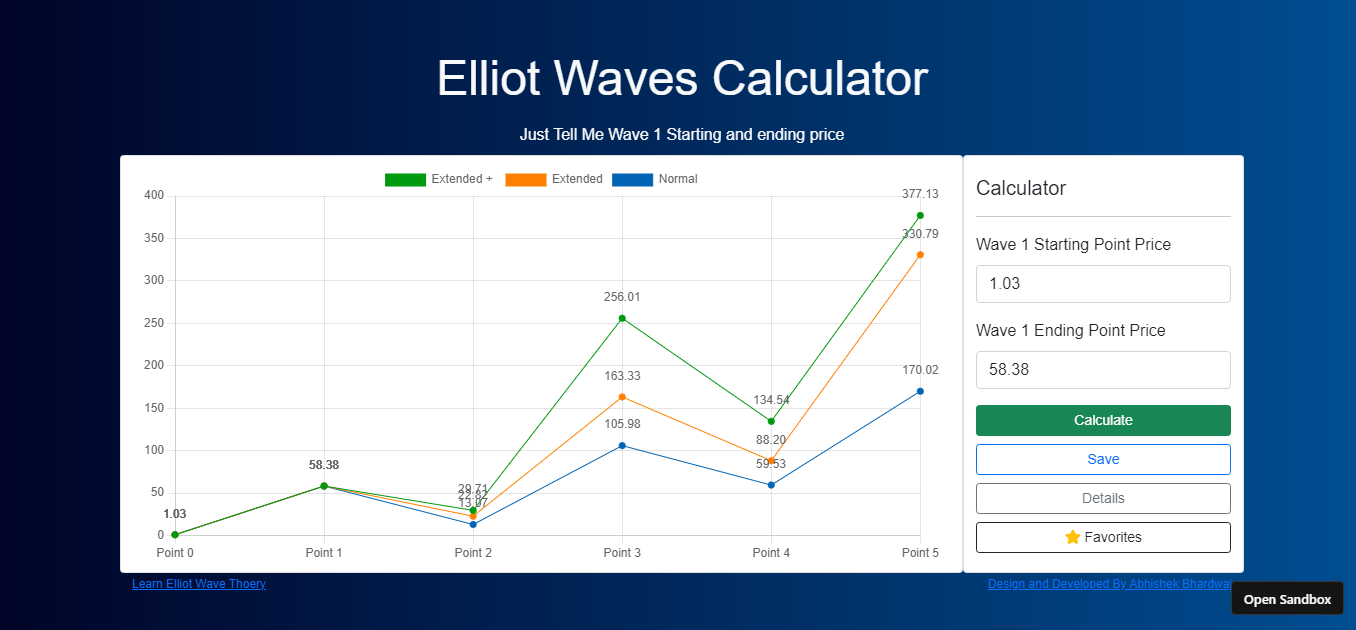 Elliot Waves Calculator
Just Tell Me Wave 1 Starting and ending price
Extended + Extended Normal
400
350
300
250
200
150
100
50
0
1.03
58.38
29.71
22.82
13.07
256.01
163.33
105.98
134.54
88.20
59.53
377.13
330.79
170.02
Point 0 Point 1 Point 2 Point 3 Point 4 Point 5
Calculator
Wave 1 Starting Point Price
1.03
Wave 1 Ending Point Price
58.38
Calculate
Save
Details
Favorites
Learn Elliot Wave Thoery
Design and Developed By Abhishek Bhardwaj
Open Sandbox